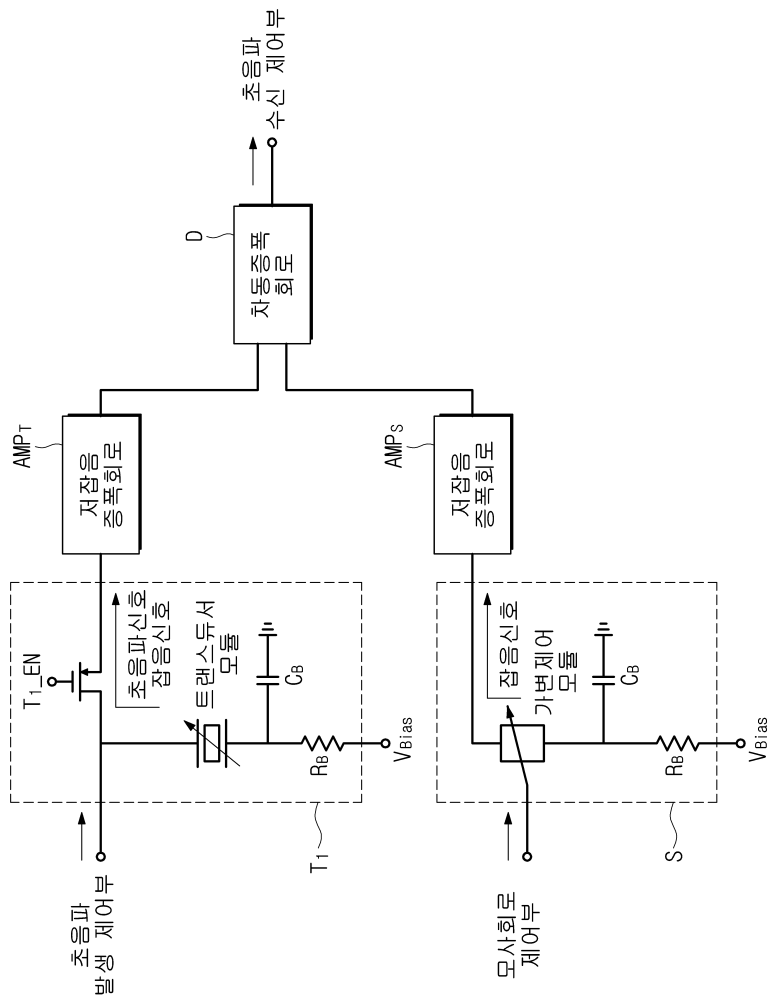 초음파
발생 제어부
T1_EN
초음파신호
잡음신호
트랜스듀서
모듈
CB
RB
VBias
T1
AMPT
저잡음
증폭회로
D
차동증폭
회로
초음파
수신 제어부
모사회로
제어부
잡음신호
가변제어
모듈
CB
RB
VBias
S
AMPS
저잡음
증폭회로